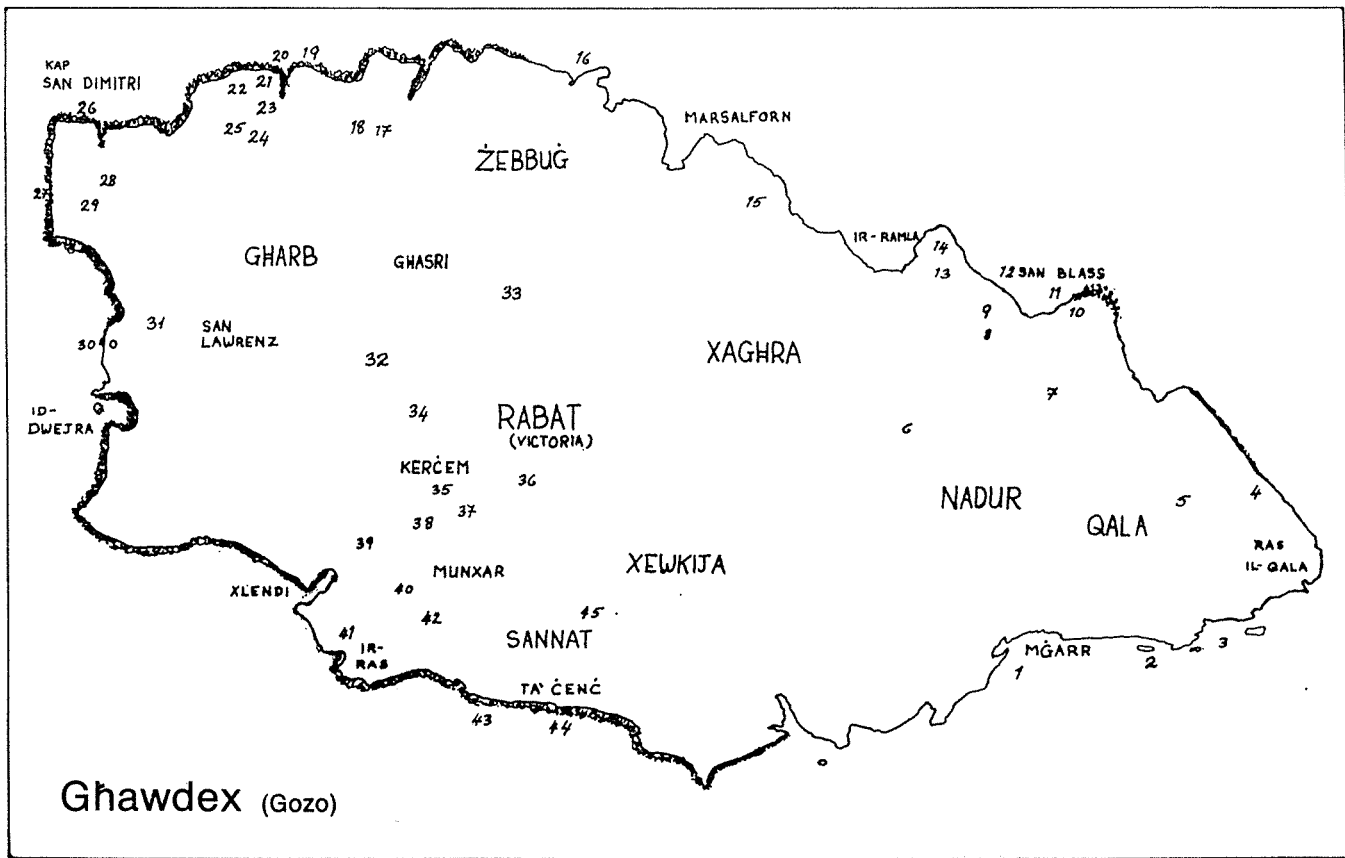 20 19
16
KAP
SAN DIMITRI
22 21
26
23
25 24
18 17
MARSALFORN
ŻEBBUĠ
28
27
29
15
IR-RAMLA
14
GHARB
GHASRI
13
12 SAN BLASS
33
11
9
10
31
SAN
LAWRENZ
30
8
32
XAGHRA
7
34
ID-
DWEJRA
RABAT
(VICTORIA)
6
KERĊEM
35
36
NADUR
QALA
5
4
37
38
39
RAS
IL-QALA
MUNXAR
XEWKIJA
XLENDI
40
42
45
41
SANNAT
IR-
RAS
MĠARR
1
2
3
TA' ĊENĊ
43
44
Għawdex (Gozo)